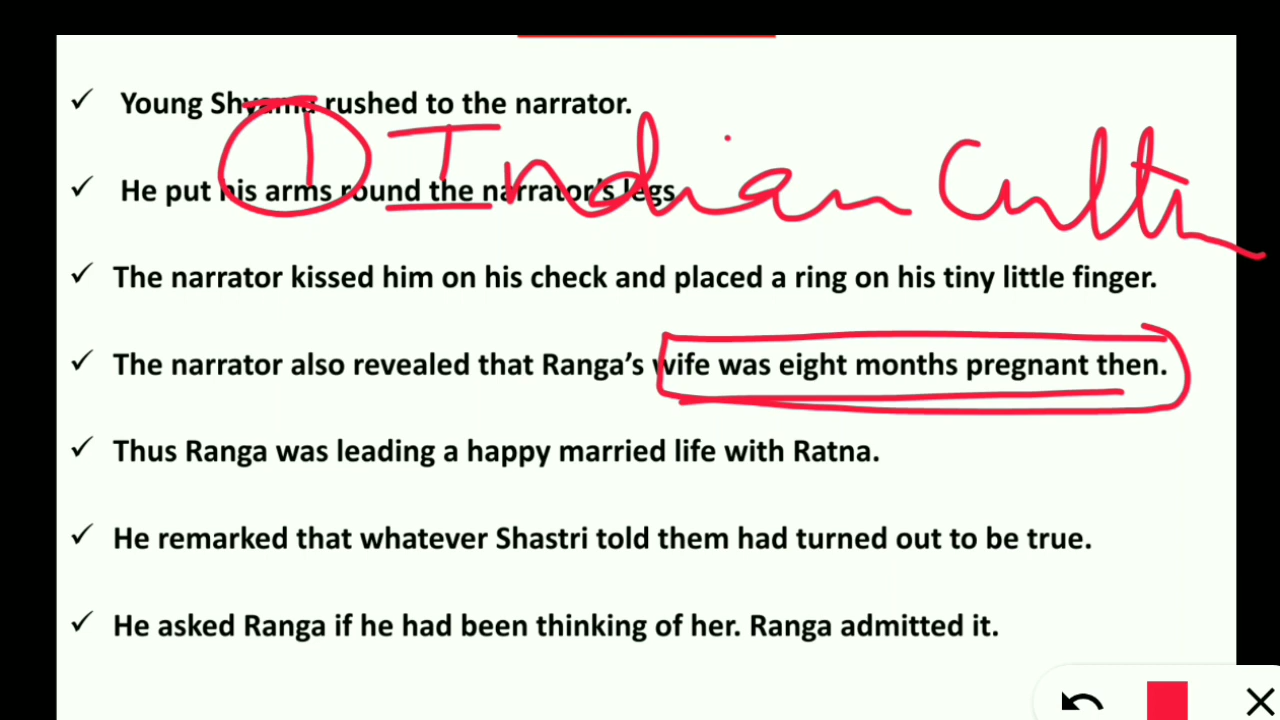 ✓ Young Shyama rushed to the narrator.
① Indian Cultu
✓ He put his arms round the narrator's legs.
✓ The narrator kissed him on his check and placed a ring on his tiny little finger.
✓ The narrator also revealed that Ranga's wife was eight months pregnant then.
✓ Thus Ranga was leading a happy married life with Ratna.
✓ He remarked that whatever Shastri told them had turned out to be true.
✓ He asked Ranga if he had been thinking of her. Ranga admitted it.